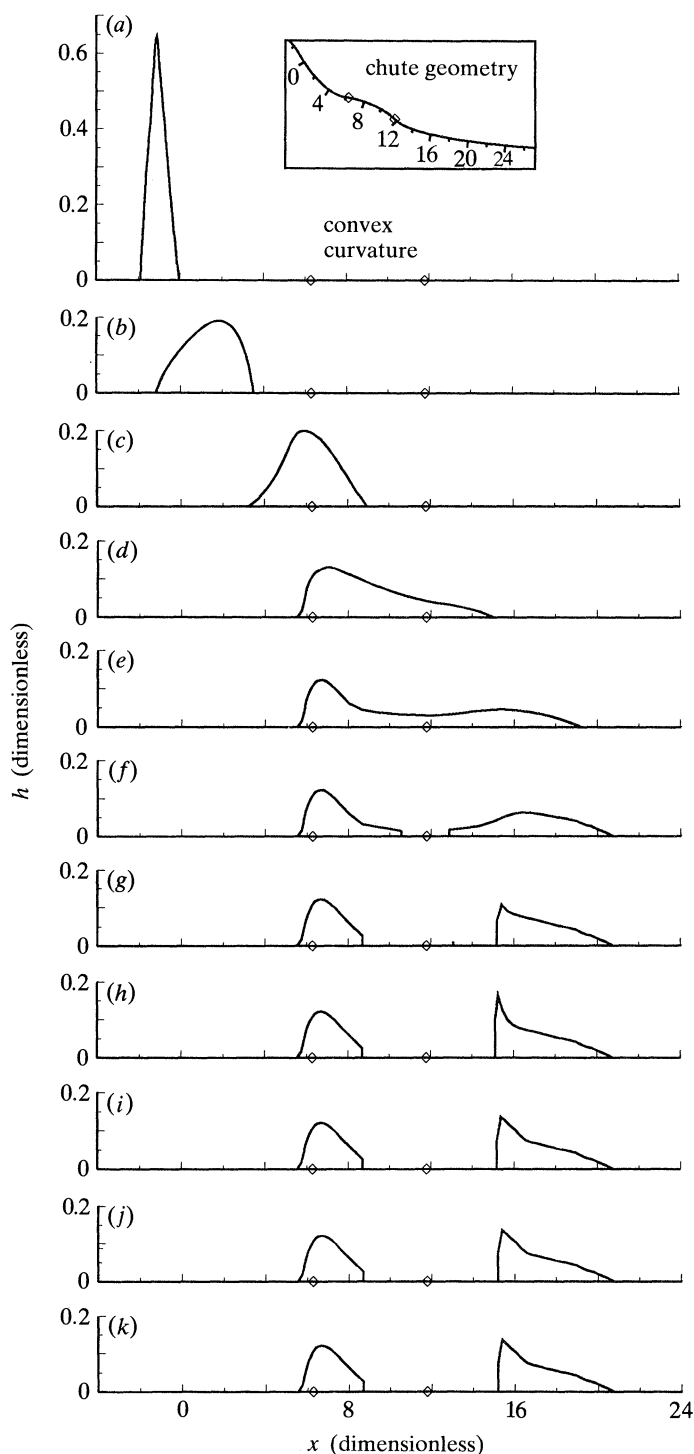 (a)
0.6
0.4
0.2
0
chute geometry
0
4
8
12
16
20
24
convex
curvature
0.2
(b)
0
0.2
(c)
0
0.2
(d)
0
0.2
(e)
0
0.2
(f)
0
0.2
(g)
0
0.2
(h)
0
0.2
(i)
0
0.2
(j)
0
0.2
(k)
0
h (dimensionless)
0 8 16 24
x (dimensionless)